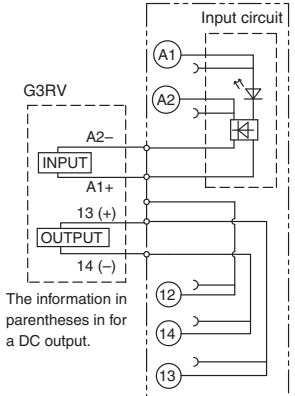 Input circuit
A1
G3RV
A2
A2–
INPUT
A1+
13 (+)
OUTPUT
14 (–)
The information in
parentheses in for
a DC output.
12
14
13